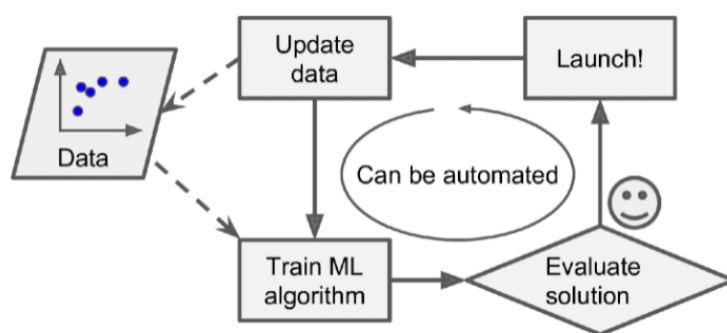 Update
data
Launch!
Data
Can be automated
Train ML
algorithm
Evaluate
solution